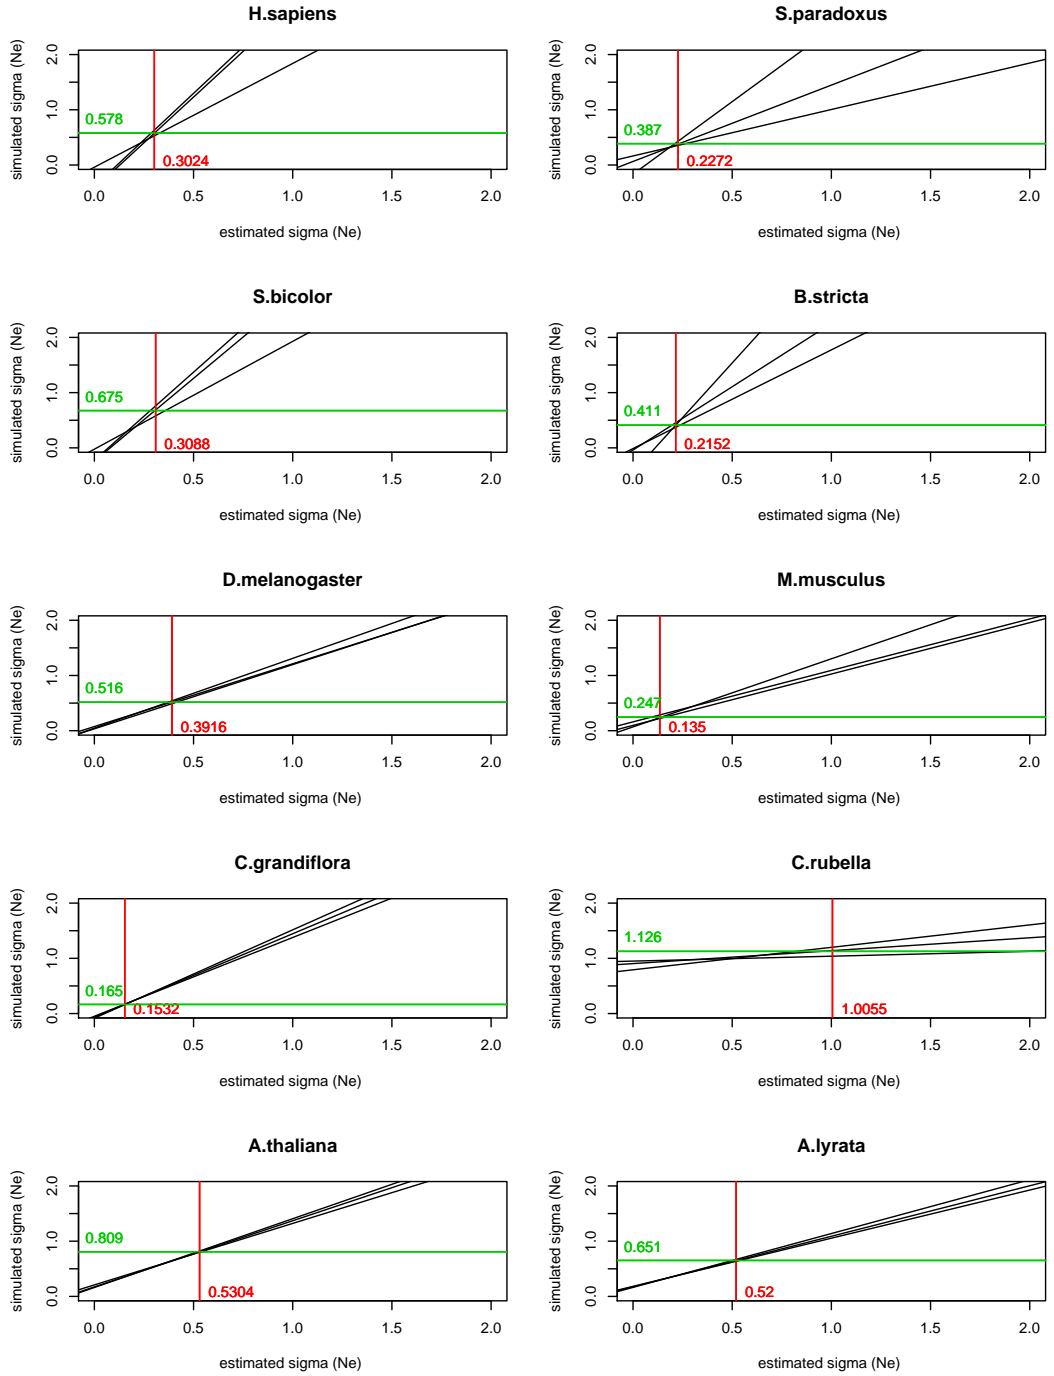 H.sapiens
simulated sigma (Ne)
2.0
1.0
0.0
0.578
0.3024
0.0 0.5 1.0 1.5 2.0
estimated sigma (Ne)
S.paradoxus
simulated sigma (Ne)
2.0
1.0
0.0
0.387
0.2272
0.0 0.5 1.0 1.5 2.0
estimated sigma (Ne)
S.bicolor
simulated sigma (Ne)
2.0
1.0
0.0
0.675
0.3088
0.0 0.5 1.0 1.5 2.0
estimated sigma (Ne)
B.stricta
simulated sigma (Ne)
2.0
1.0
0.0
0.411
0.2152
0.0 0.5 1.0 1.5 2.0
estimated sigma (Ne)
D.melanogaster
simulated sigma (Ne)
2.0
1.0
0.0
0.516
0.3916
0.0 0.5 1.0 1.5 2.0
estimated sigma (Ne)
M.musculus
simulated sigma (Ne)
2.0
1.0
0.0
0.247
0.135
0.0 0.5 1.0 1.5 2.0
estimated sigma (Ne)
C.grandiflora
simulated sigma (Ne)
2.0
1.0
0.0
0.165
0.1532
0.0 0.5 1.0 1.5 2.0
estimated sigma (Ne)
C.rubella
simulated sigma (Ne)
2.0
1.0
0.0
1.126
1.0055
0.0 0.5 1.0 1.5 2.0
estimated sigma (Ne)
A.thaliana
simulated sigma (Ne)
2.0
1.0
0.0
0.809
0.5304
0.0 0.5 1.0 1.5 2.0
estimated sigma (Ne)
A.lyrata
simulated sigma (Ne)
2.0
1.0
0.0
0.651
0.52
0.0 0.5 1.0 1.5 2.0
estimated sigma (Ne)